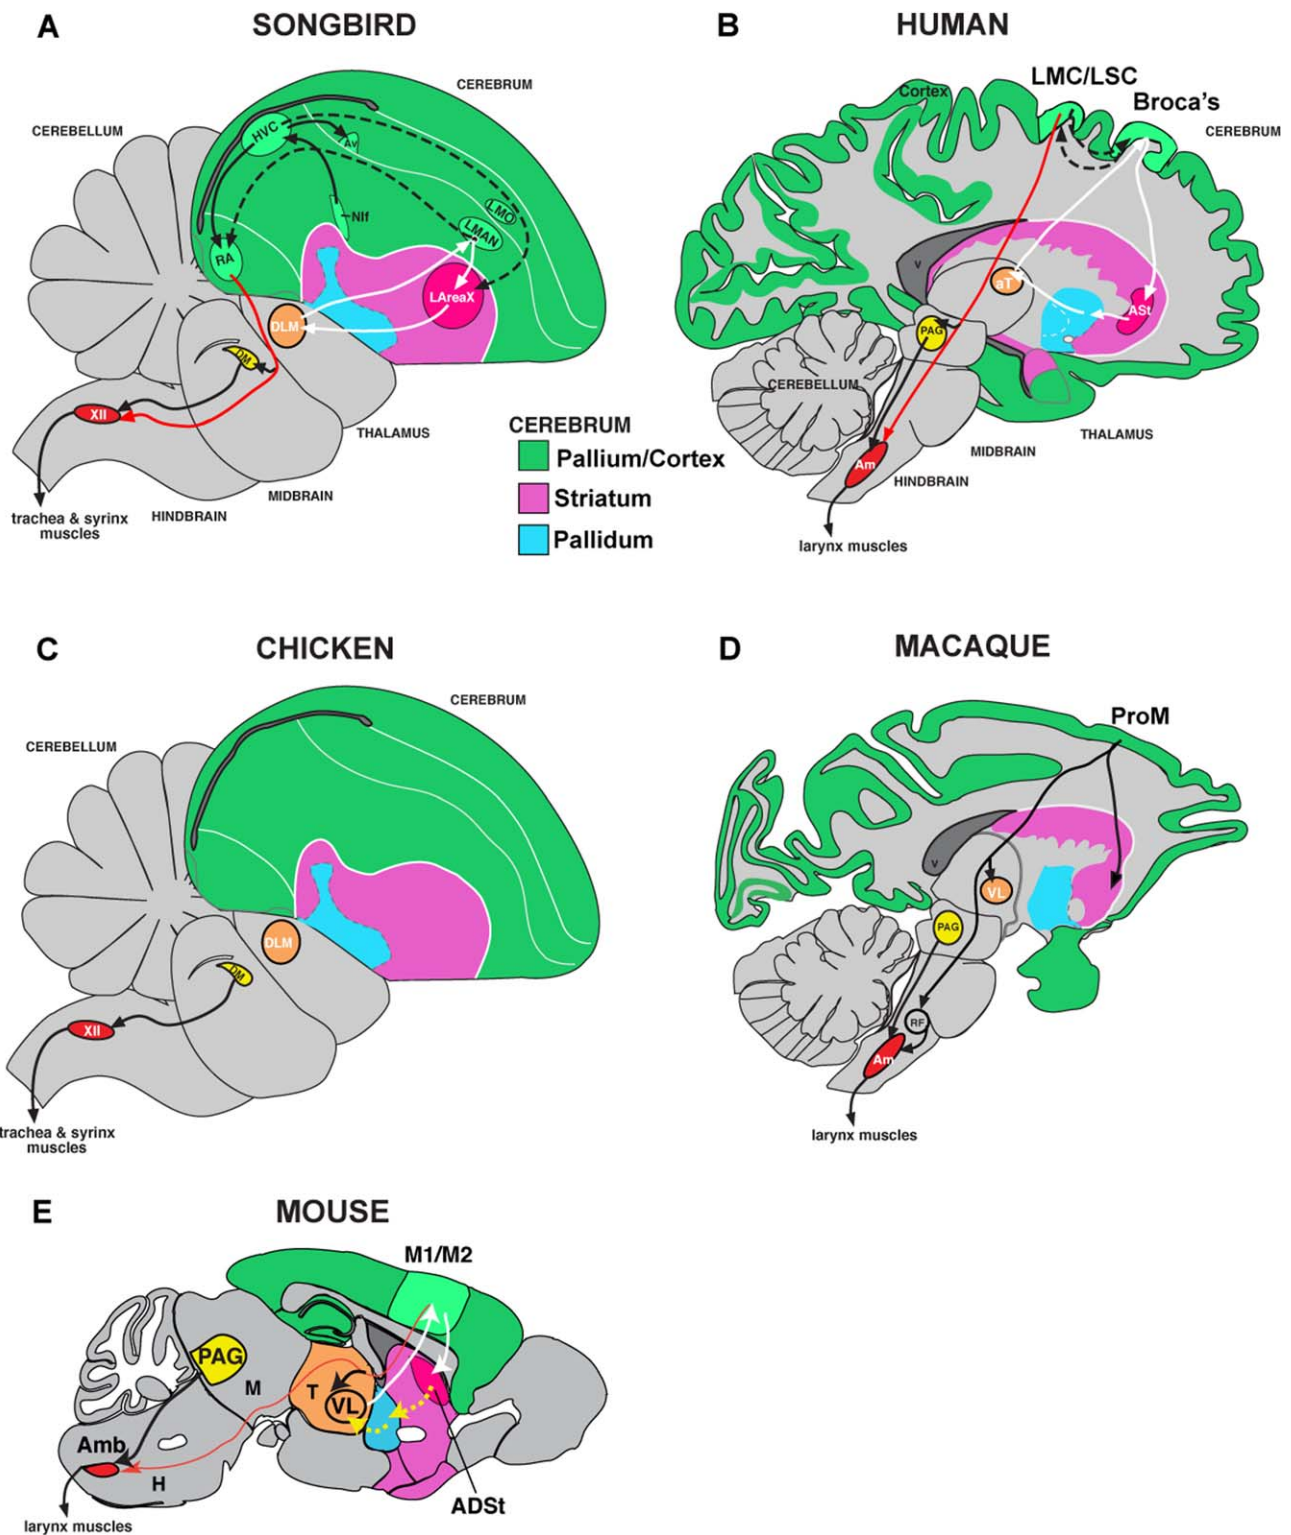 A
SONGBIRD
CEREBRUM
CEREBELLUM
HVC
Av
NIf
LMO
LMAN
RA
LAreaX
DLM
DM
XII
THALAMUS
MIDBRAIN
HINDBRAIN
trachea & syrinx
muscles
B
HUMAN
LMC/LSC
Broca's
Cortex
CEREBRUM
V
aT
ASt
PAG
CEREBELLUM
Am
THALAMUS
MIDBRAIN
HINDBRAIN
larynx muscles
CEREBRUM
Pallium/Cortex
Striatum
Pallidum
C
CHICKEN
CEREBRUM
CEREBELLUM
DLM
DM
XII
trachea & syrinx
muscles
D
MACAQUE
ProM
V
VL
PAG
RF
Am
larynx muscles
E
MOUSE
M1/M2
PAG
M
T
VL
Amb
H
ADSt
larynx muscles